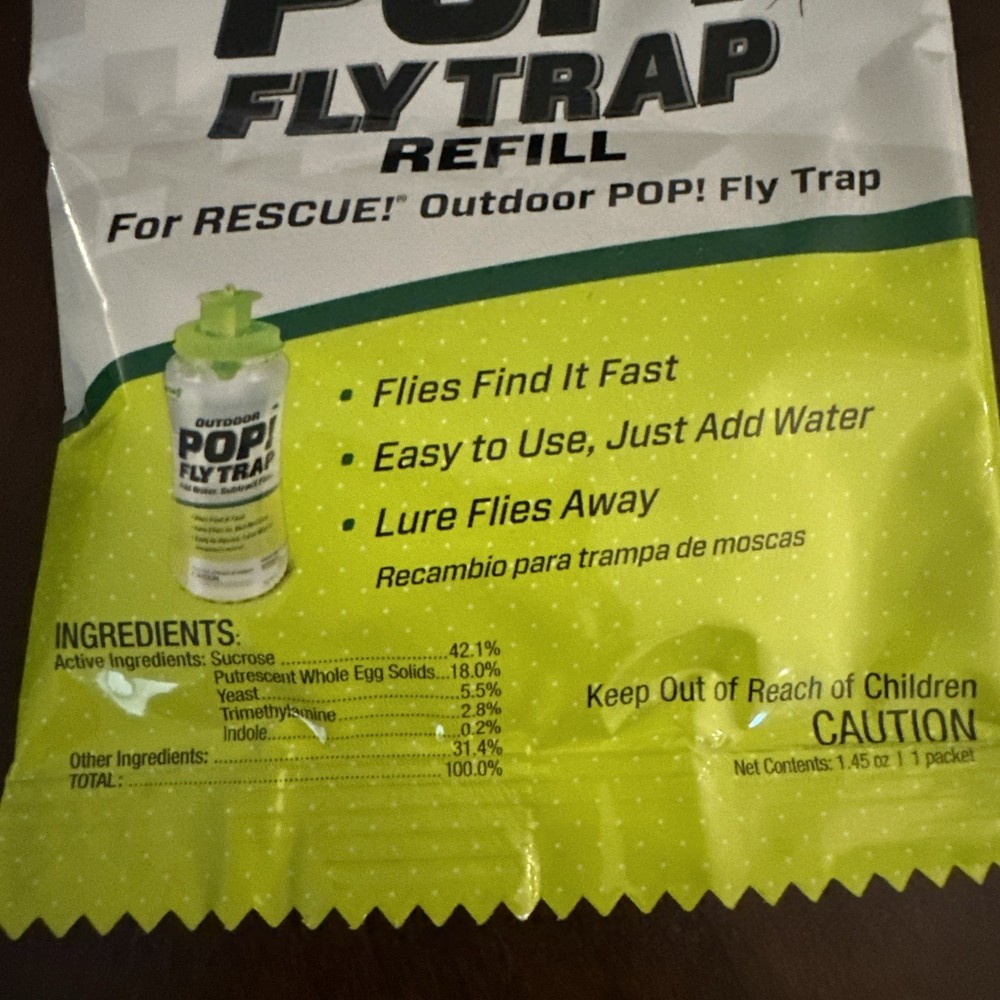 POP!
FLY TRAP
REFILL
For RESCUE!® Outdoor POP! Fly Trap
• Flies Find It Fast
• Easy to Use, Just Add Water
• Lure Flies Away
Recambio para trampa de moscas
OUTDOOR
POP!
FLY TRAP
INGREDIENTS:
Active Ingredients: Sucrose ..................................42.1%
Putrescent Whole Egg Solids...18.0%
Yeast..........................................5.5%
Trimethylamine.........................2.8%
Indole.........................................0.2%
Other Ingredients: ..................................................31.4%
TOTAL: ..................................................................100.0%
Keep Out of Reach of Children
CAUTION
Net Contents: 1.45 oz | 1 packet